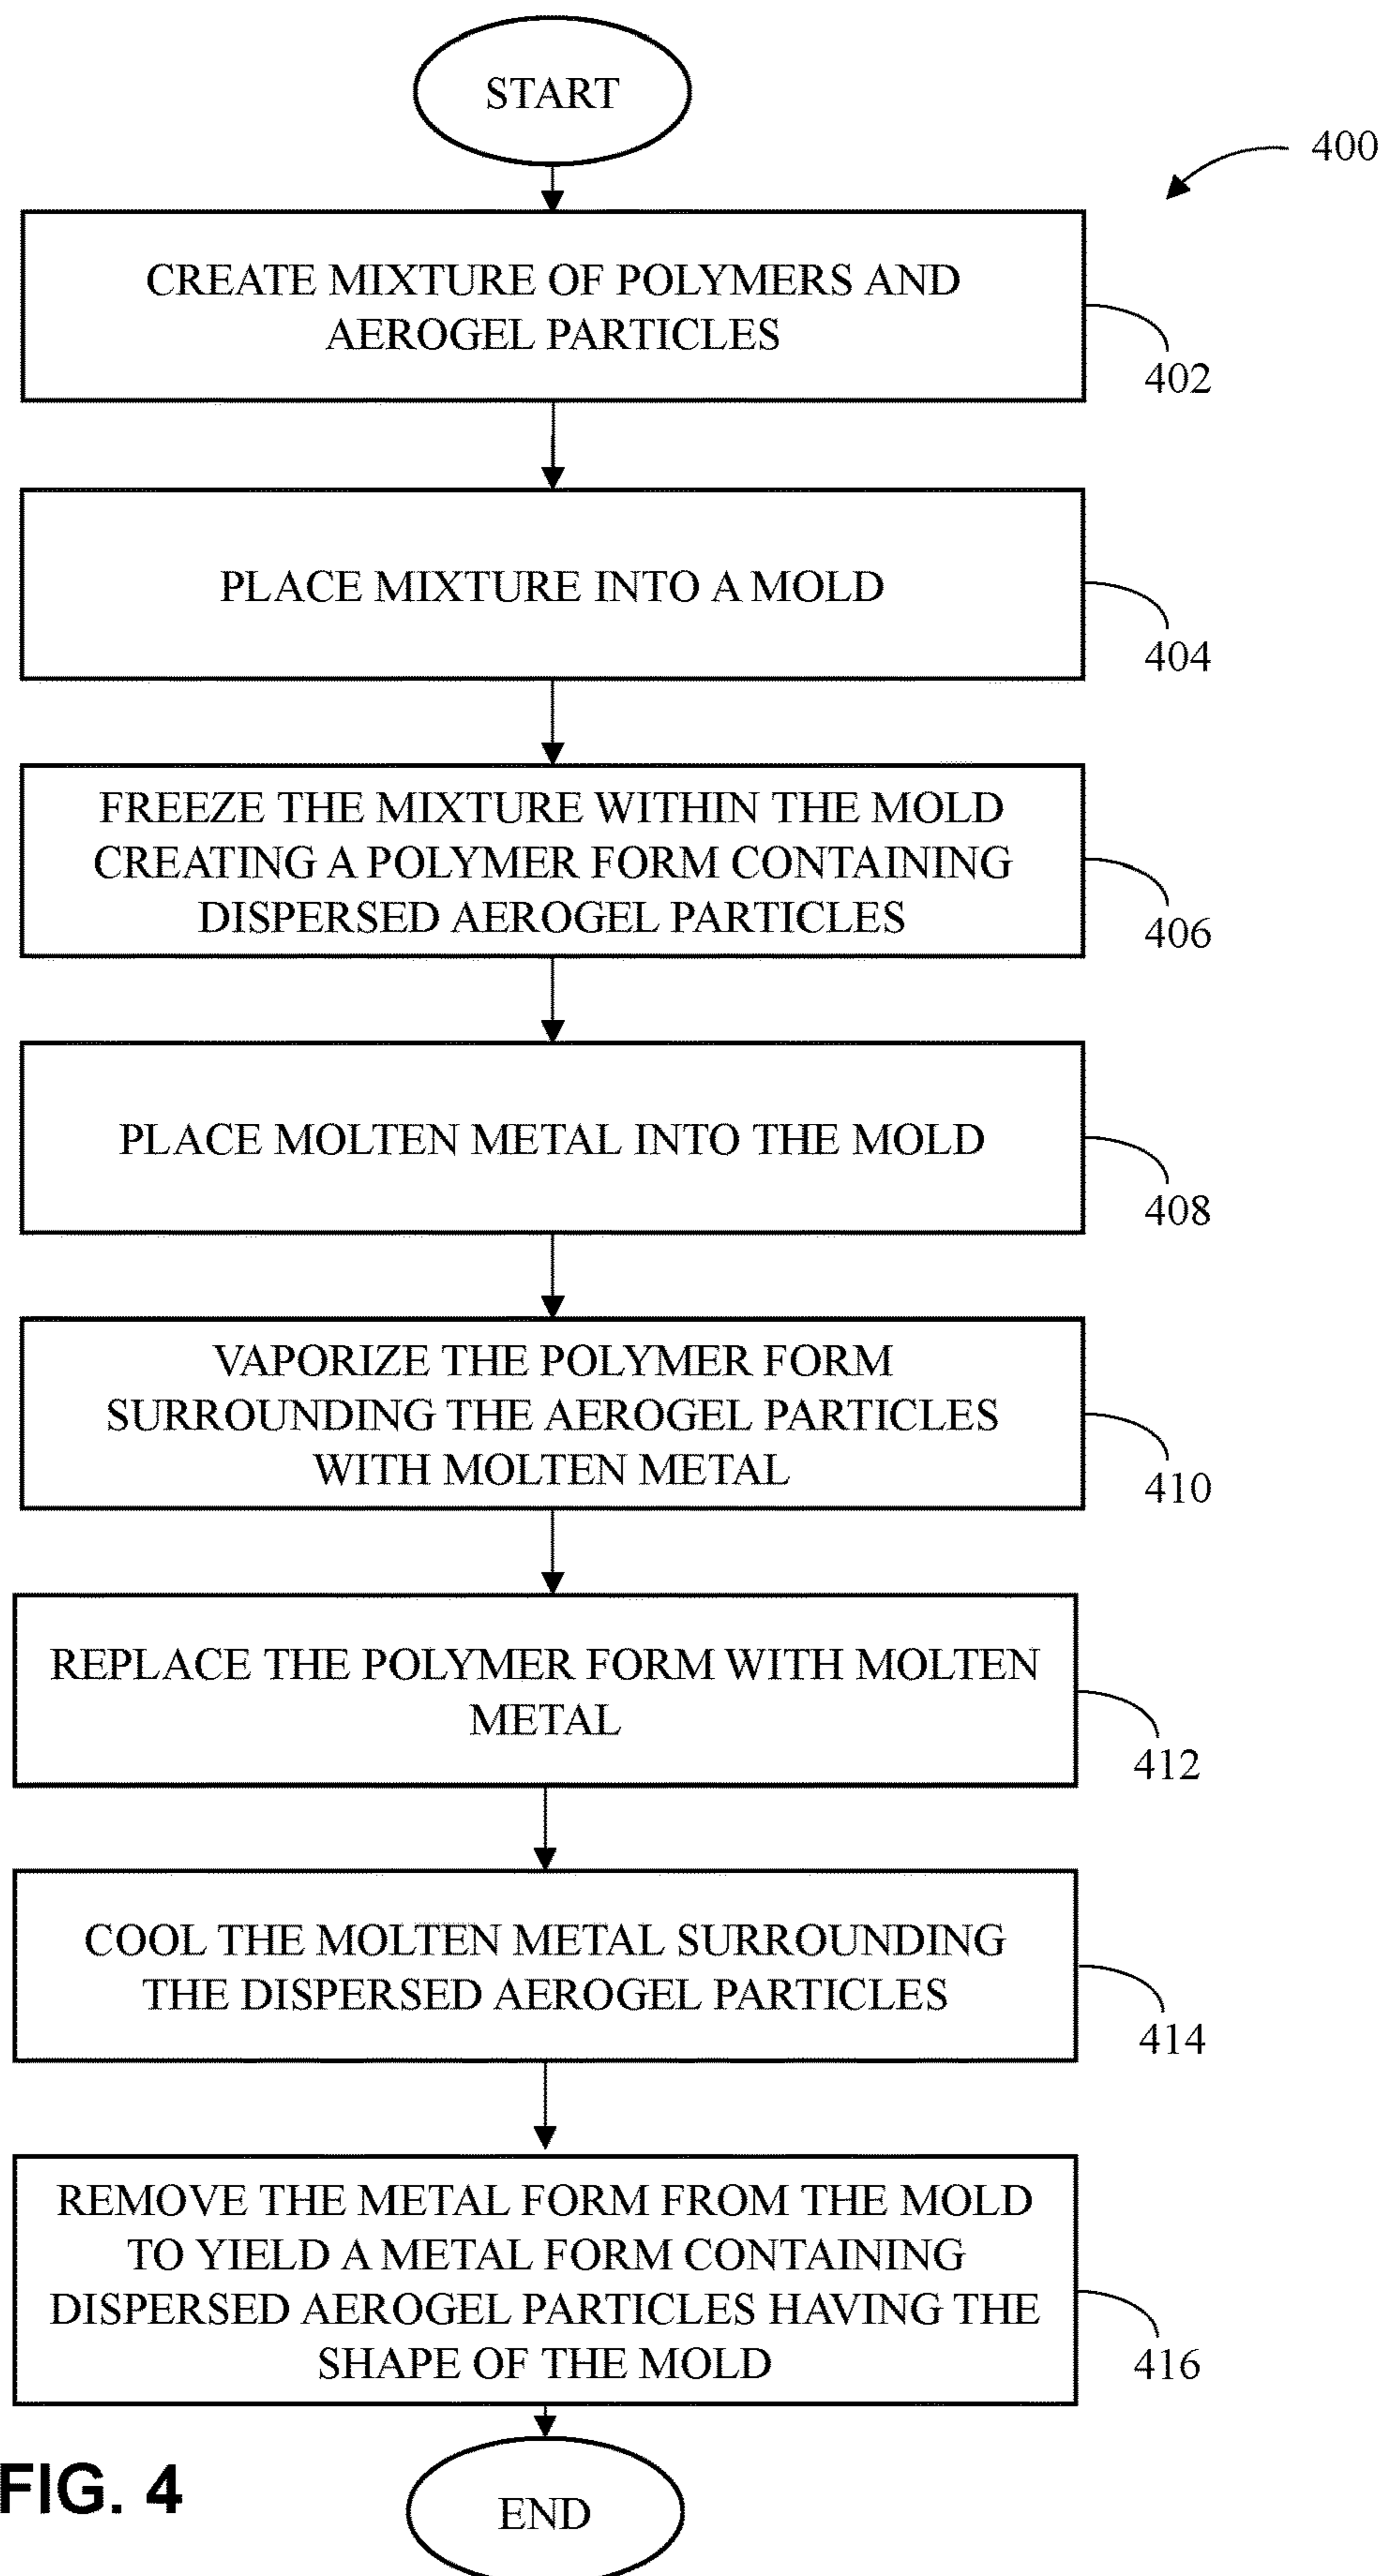 START
400
CREATE MIXTURE OF POLYMERS AND
AEROGEL PARTICLES
402
PLACE MIXTURE INTO A MOLD
404
FREEZE THE MIXTURE WITHIN THE MOLD
CREATING A POLYMER FORM CONTAINING
DISPERSED AEROGEL PARTICLES
406
PLACE MOLTEN METAL INTO THE MOLD
408
VAPORIZE THE POLYMER FORM
SURROUNDING THE AEROGEL PARTICLES
WITH MOLTEN METAL
410
REPLACE THE POLYMER FORM WITH MOLTEN
METAL
412
COOL THE MOLTEN METAL SURROUNDING
THE DISPERSED AEROGEL PARTICLES
414
REMOVE THE METAL FORM FROM THE MOLD
TO YIELD A METAL FORM CONTAINING
DISPERSED AEROGEL PARTICLES HAVING THE
SHAPE OF THE MOLD
416
FIG. 4
END